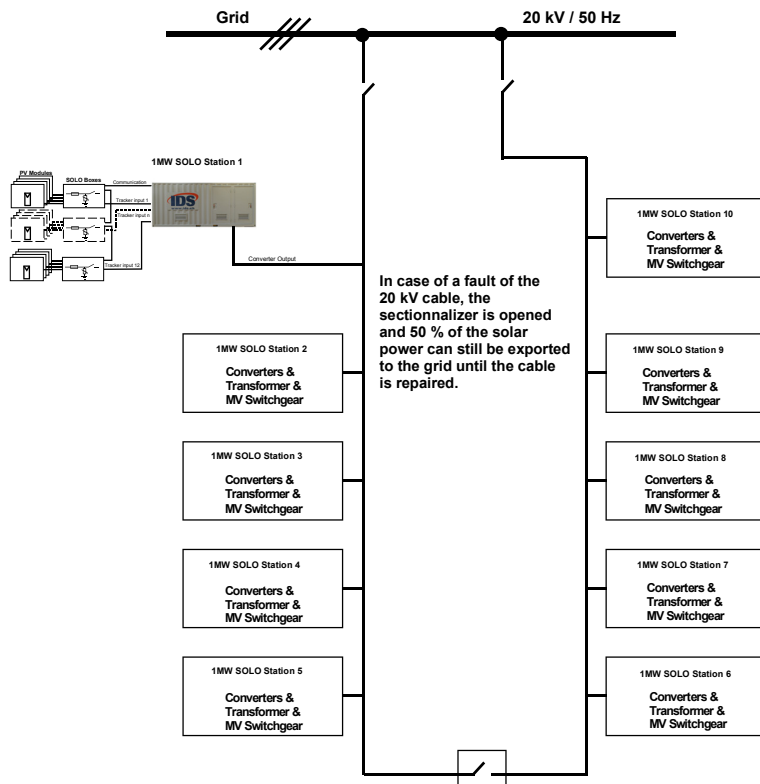 Grid
20 kV / 50 Hz
1MW SOLO Station 1
PV Modules
SOLO Boxes
Communication
Tracker input 1
Tracker input n
Tracker input 12
IDS
Converter Output
In case of a fault of the
20 kV cable, the
sectionnalizer is opened
and 50 % of the solar
power can still be exported
to the grid until the cable
is repaired.
1MW SOLO Station 2
Converters &
Transformer &
MV Switchgear
1MW SOLO Station 3
Converters &
Transformer &
MV Switchgear
1MW SOLO Station 4
Converters &
Transformer &
MV Switchgear
1MW SOLO Station 5
Converters &
Transformer &
MV Switchgear
1MW SOLO Station 10
Converters &
Transformer &
MV Switchgear
1MW SOLO Station 9
Converters &
Transformer &
MV Switchgear
1MW SOLO Station 8
Converters &
Transformer &
MV Switchgear
1MW SOLO Station 7
Converters &
Transformer &
MV Switchgear
1MW SOLO Station 6
Converters &
Transformer &
MV Switchgear